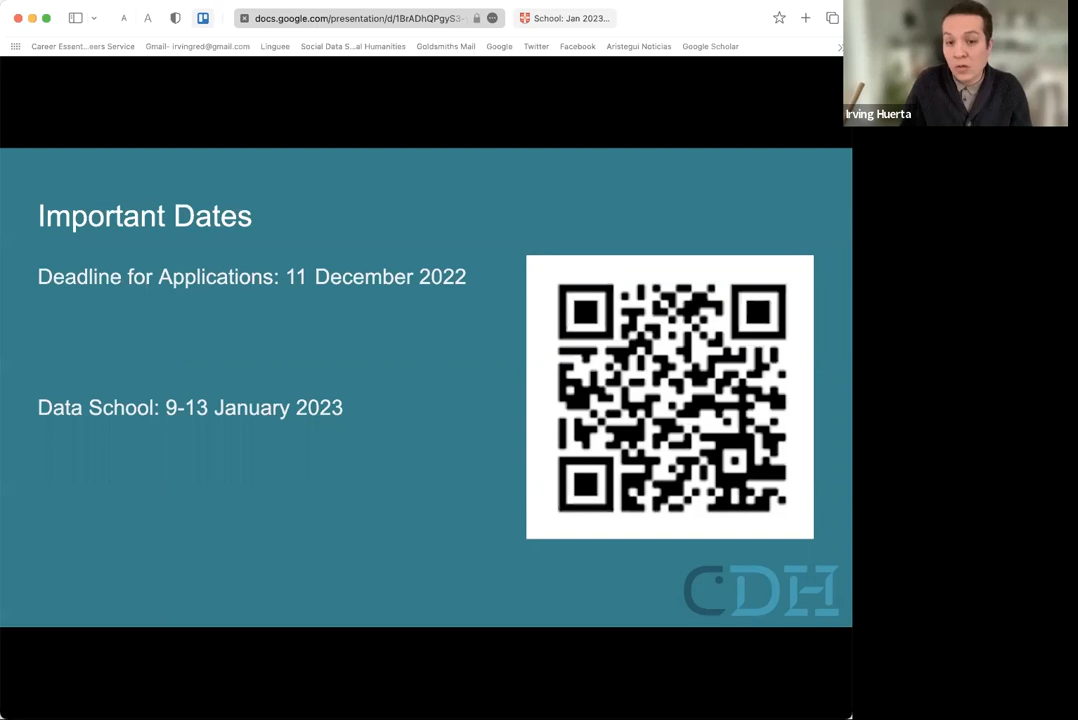 A A docs.google.com/presentation/d/1BrADhQPgyS3- School: Jan 2023...
Career Essent...eers Service Gmail- irvingred@gmail.com Linguee Social Data S...al Humanities Goldsmiths Mail Google Twitter Facebook Aristegui Noticias Google Scholar
Irving Huerta
Important Dates
Deadline for Applications: 11 December 2022
Data School: 9-13 January 2023
CDH